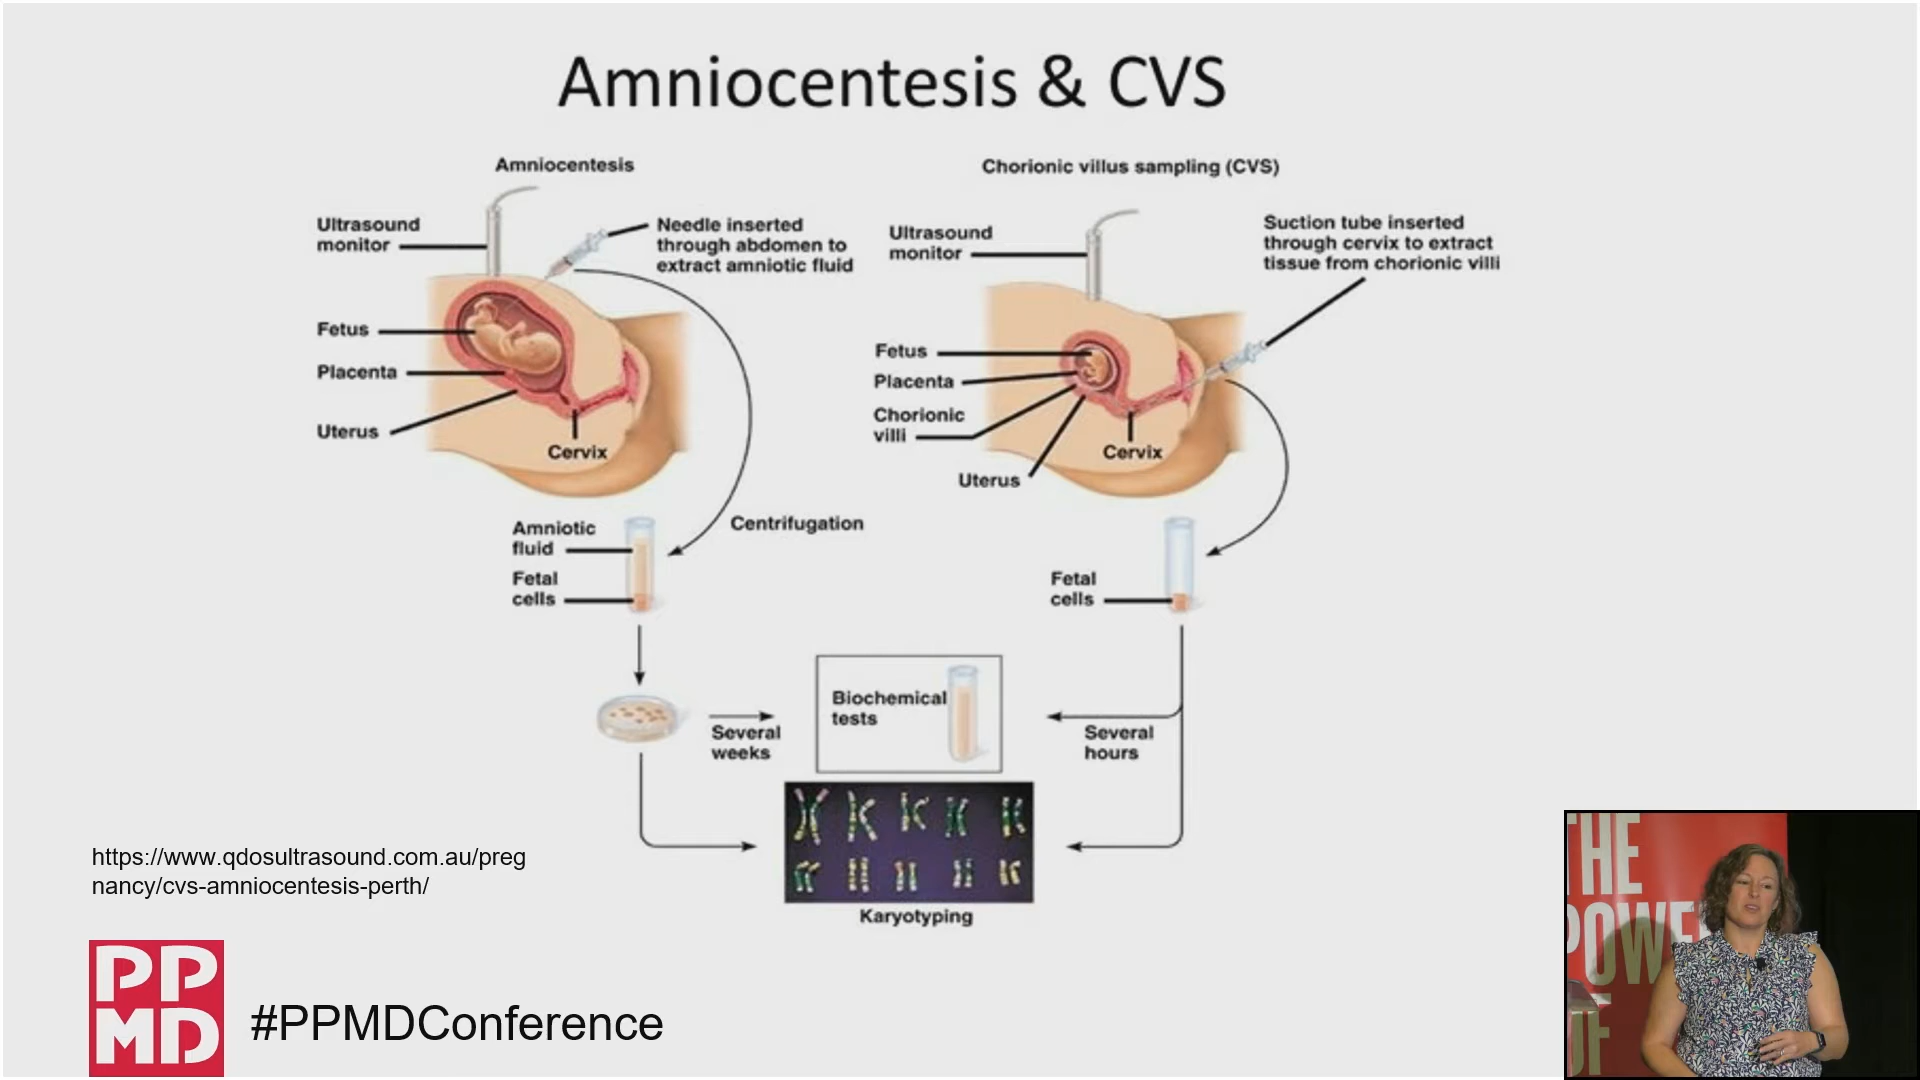 Amniocentesis & CVS
Amniocentesis
Ultrasound
monitor
Needle inserted
through abdomen to
extract amniotic fluid
Fetus
Placenta
Uterus
Cervix
Chorionic villus sampling (CVS)
Ultrasound
monitor
Suction tube inserted
through cervix to extract
tissue from chorionic villi
Fetus
Placenta
Chorionic
villi
Uterus
Cervix
Amniotic
fluid
Fetal
cells
Centrifugation
Fetal
cells
Several
weeks
Biochemical
tests
Several
hours
Karyotyping
https://www.qdosultrasound.com.au/preg
nancy/cvs-amniocentesis-perth/
PP
MD
#PPMDConference
THE
POWE
OF